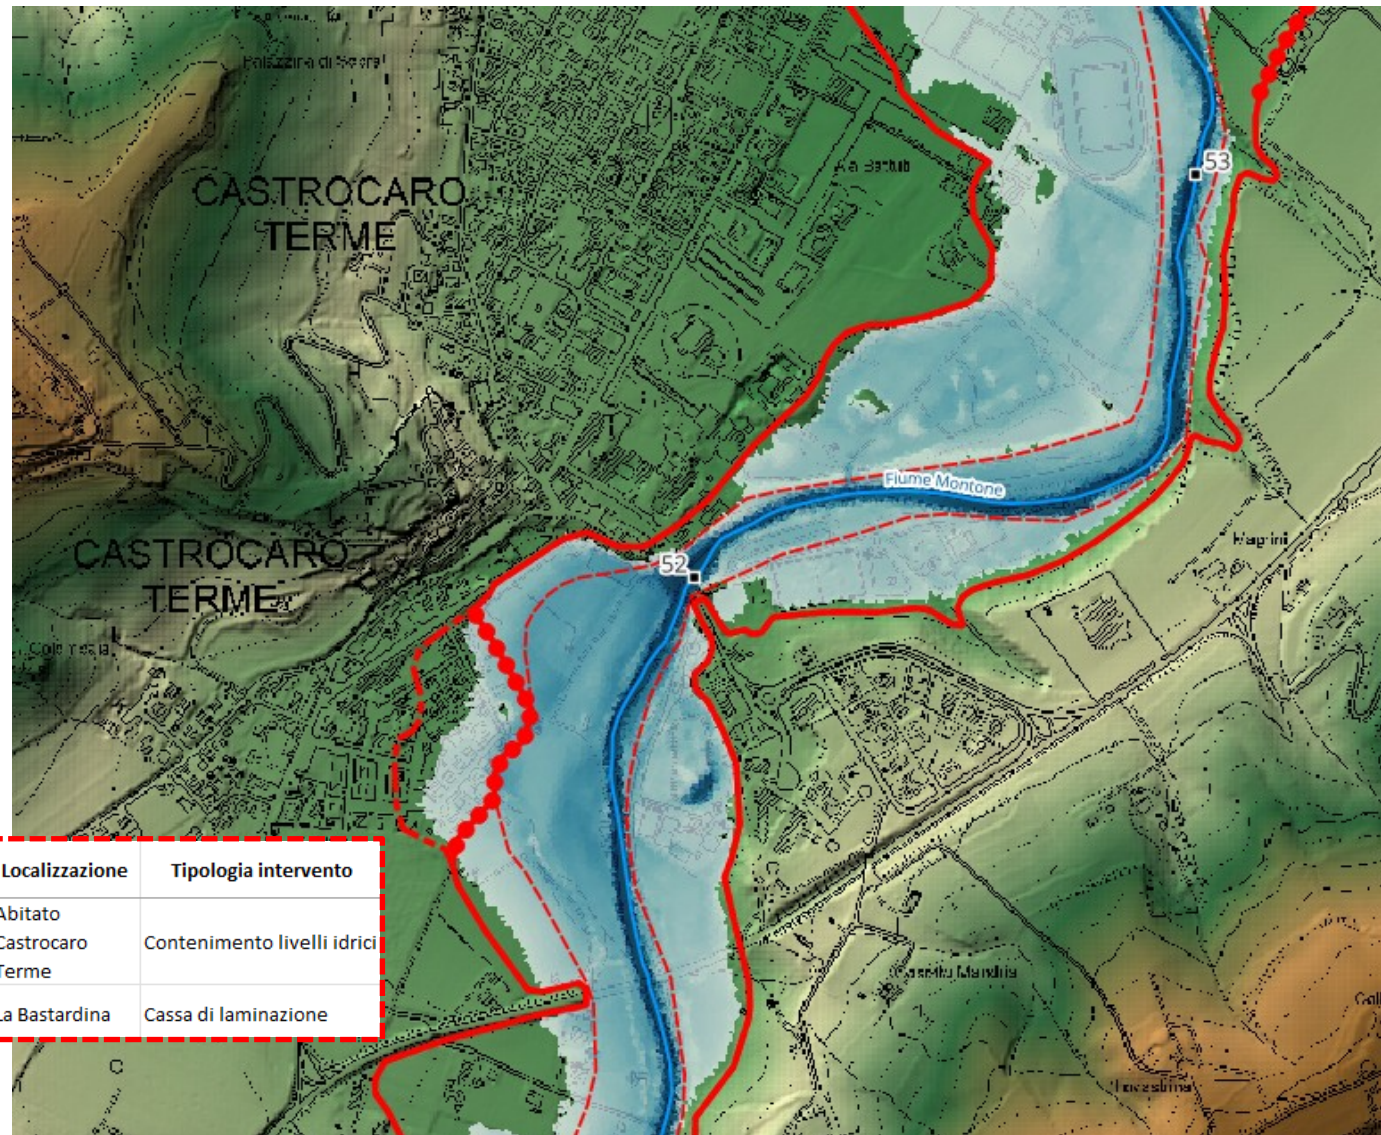 CASTROCARO
TERME
53
Fiume Montone
52
CASTROCARO
TERME
Magrini
Localizzazione Tipologia intervento
Abitato
Castrocaro
Terme
Contenimento livelli idrici
La Bastardina Cassa di laminazione